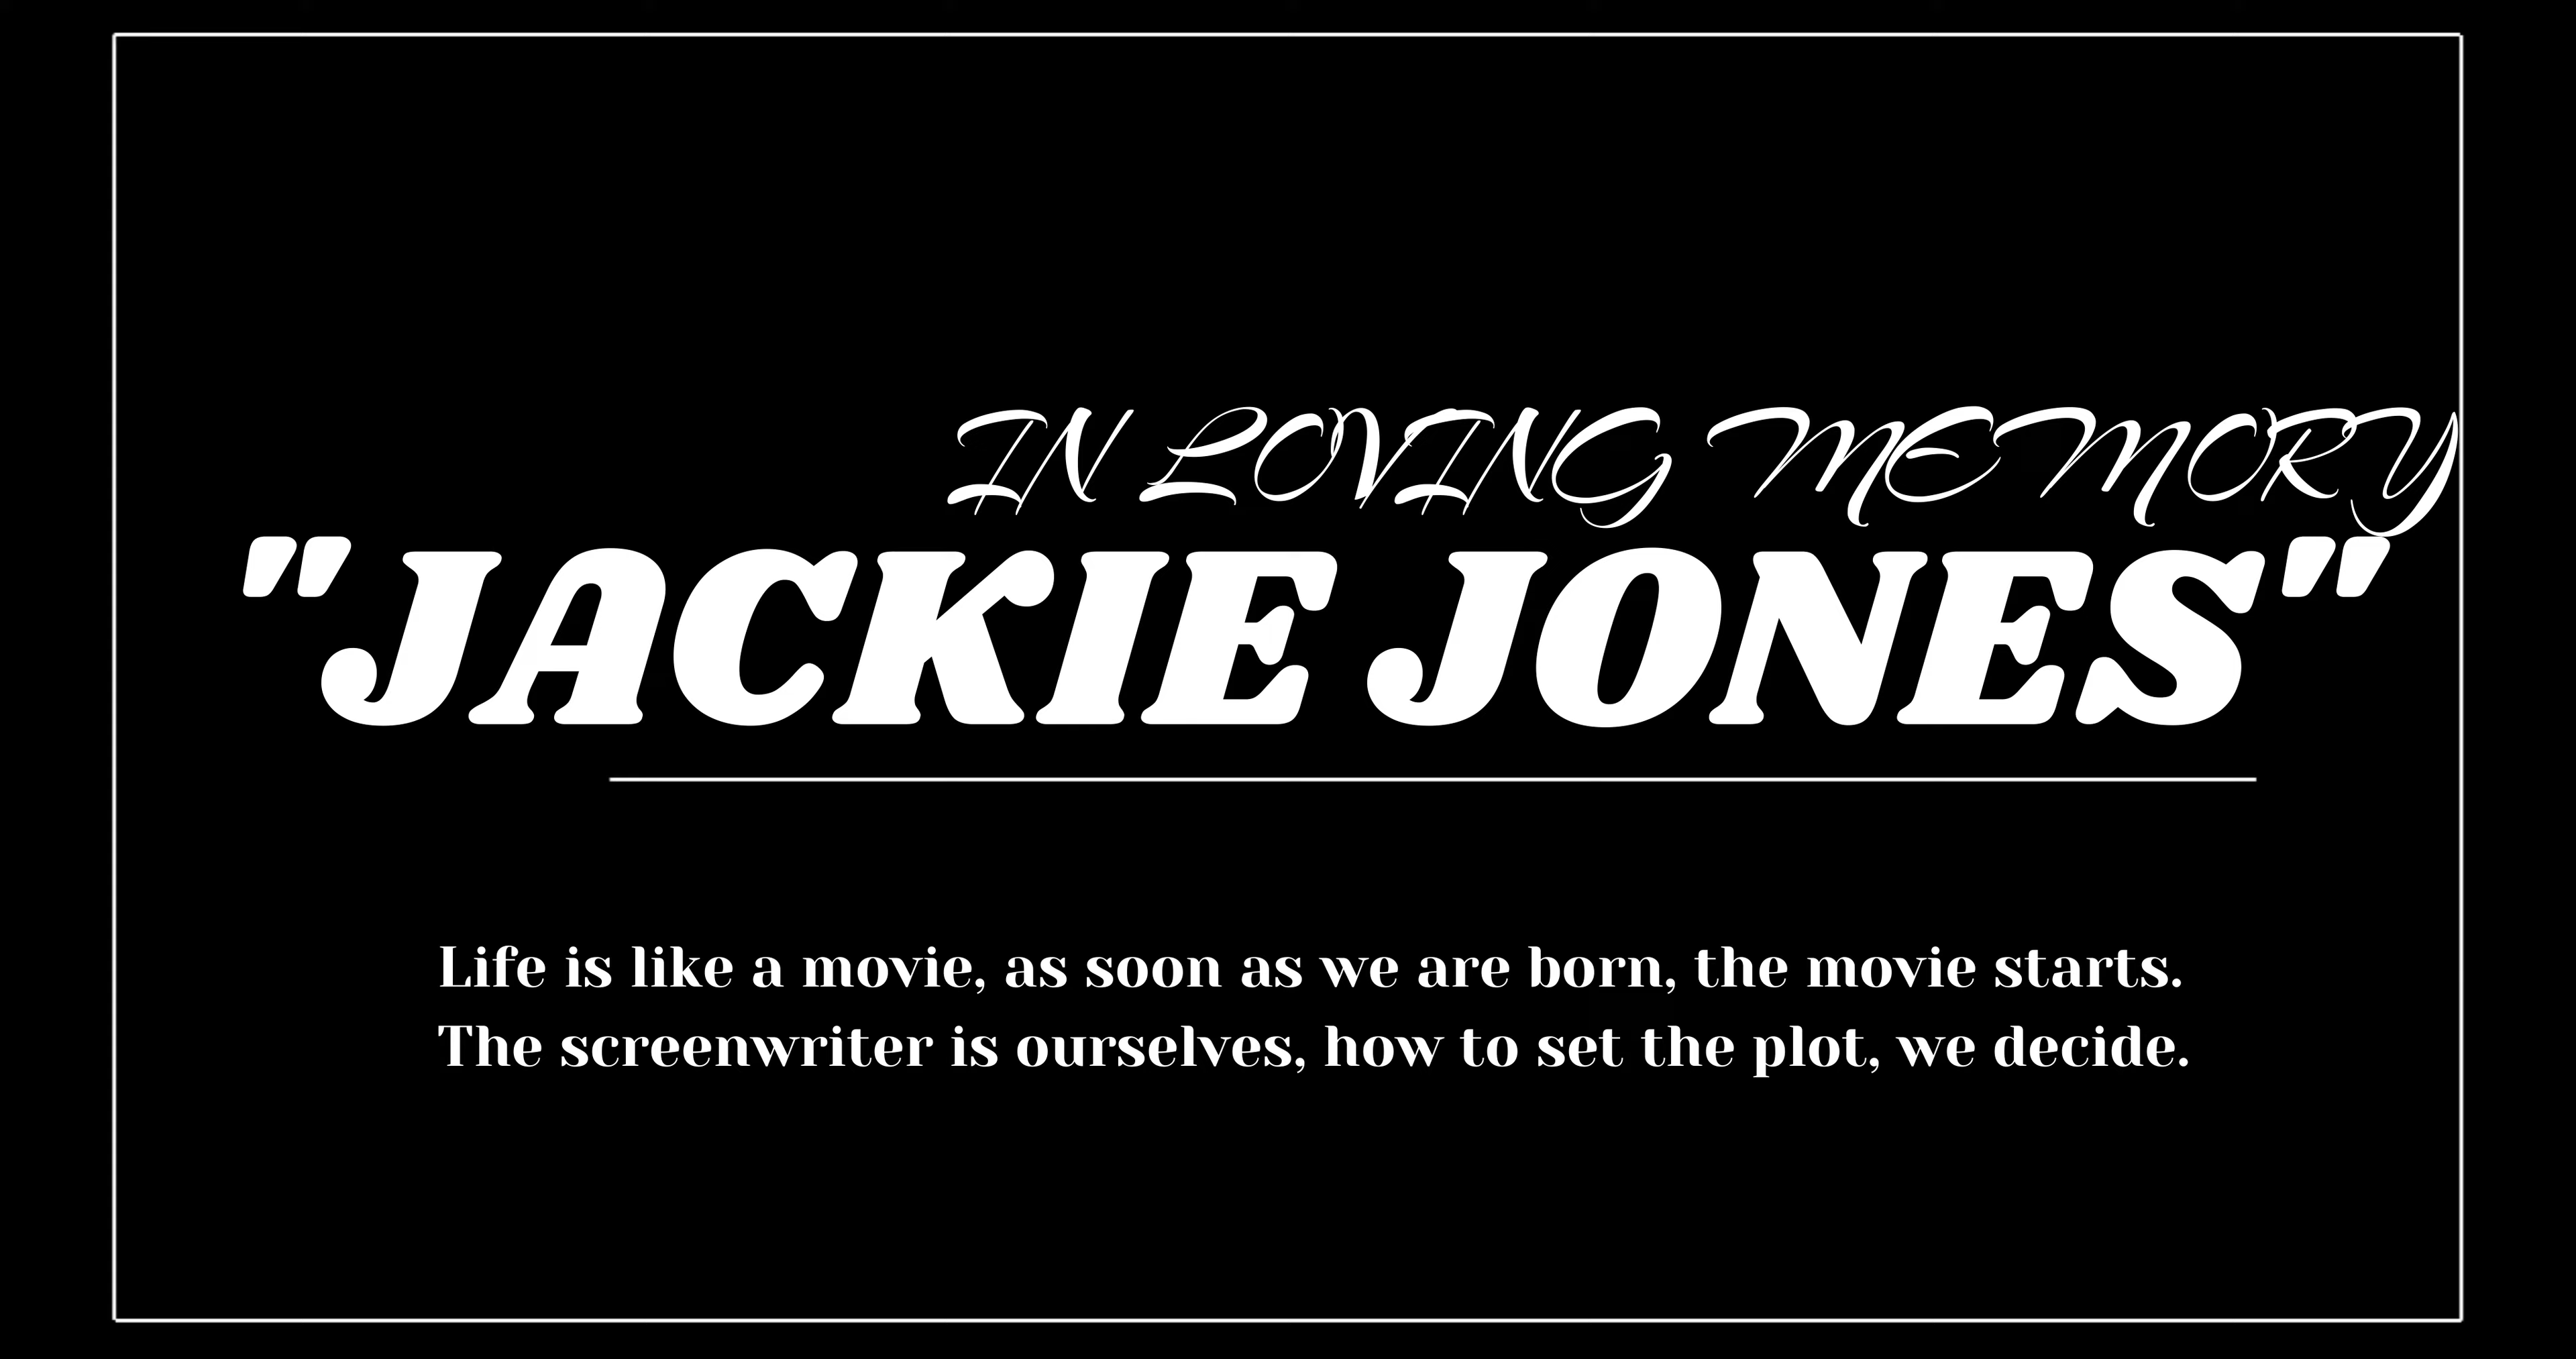 IN LOVING MEMORY
"JACKIE JONES"
Life is like a movie, as soon as we are born, the movie starts.
The screenwriter is ourselves, how to set the plot, we decide.